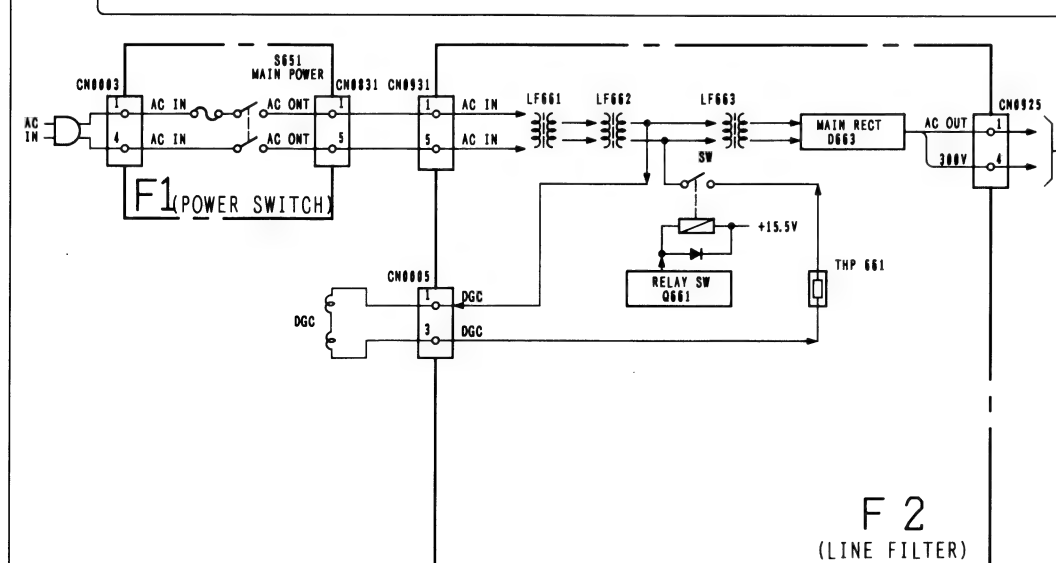 S651
MAIN POWER
CN0003
CN0831
CN0931
AC IN
1
AC IN
AC ONT
1
1
AC IN
4
AC IN
AC ONT
5
5
AC IN
F1 (POWER SWITCH)
LF661
LF662
LF663
MAIN RECT
D663
CN0925
AC OUT
1
300V
4
SW
+15.5V
RELAY SW
Q661
THP 661
CN0805
DGC
1
DGC
3
DGC
F 2
(LINE FILTER)